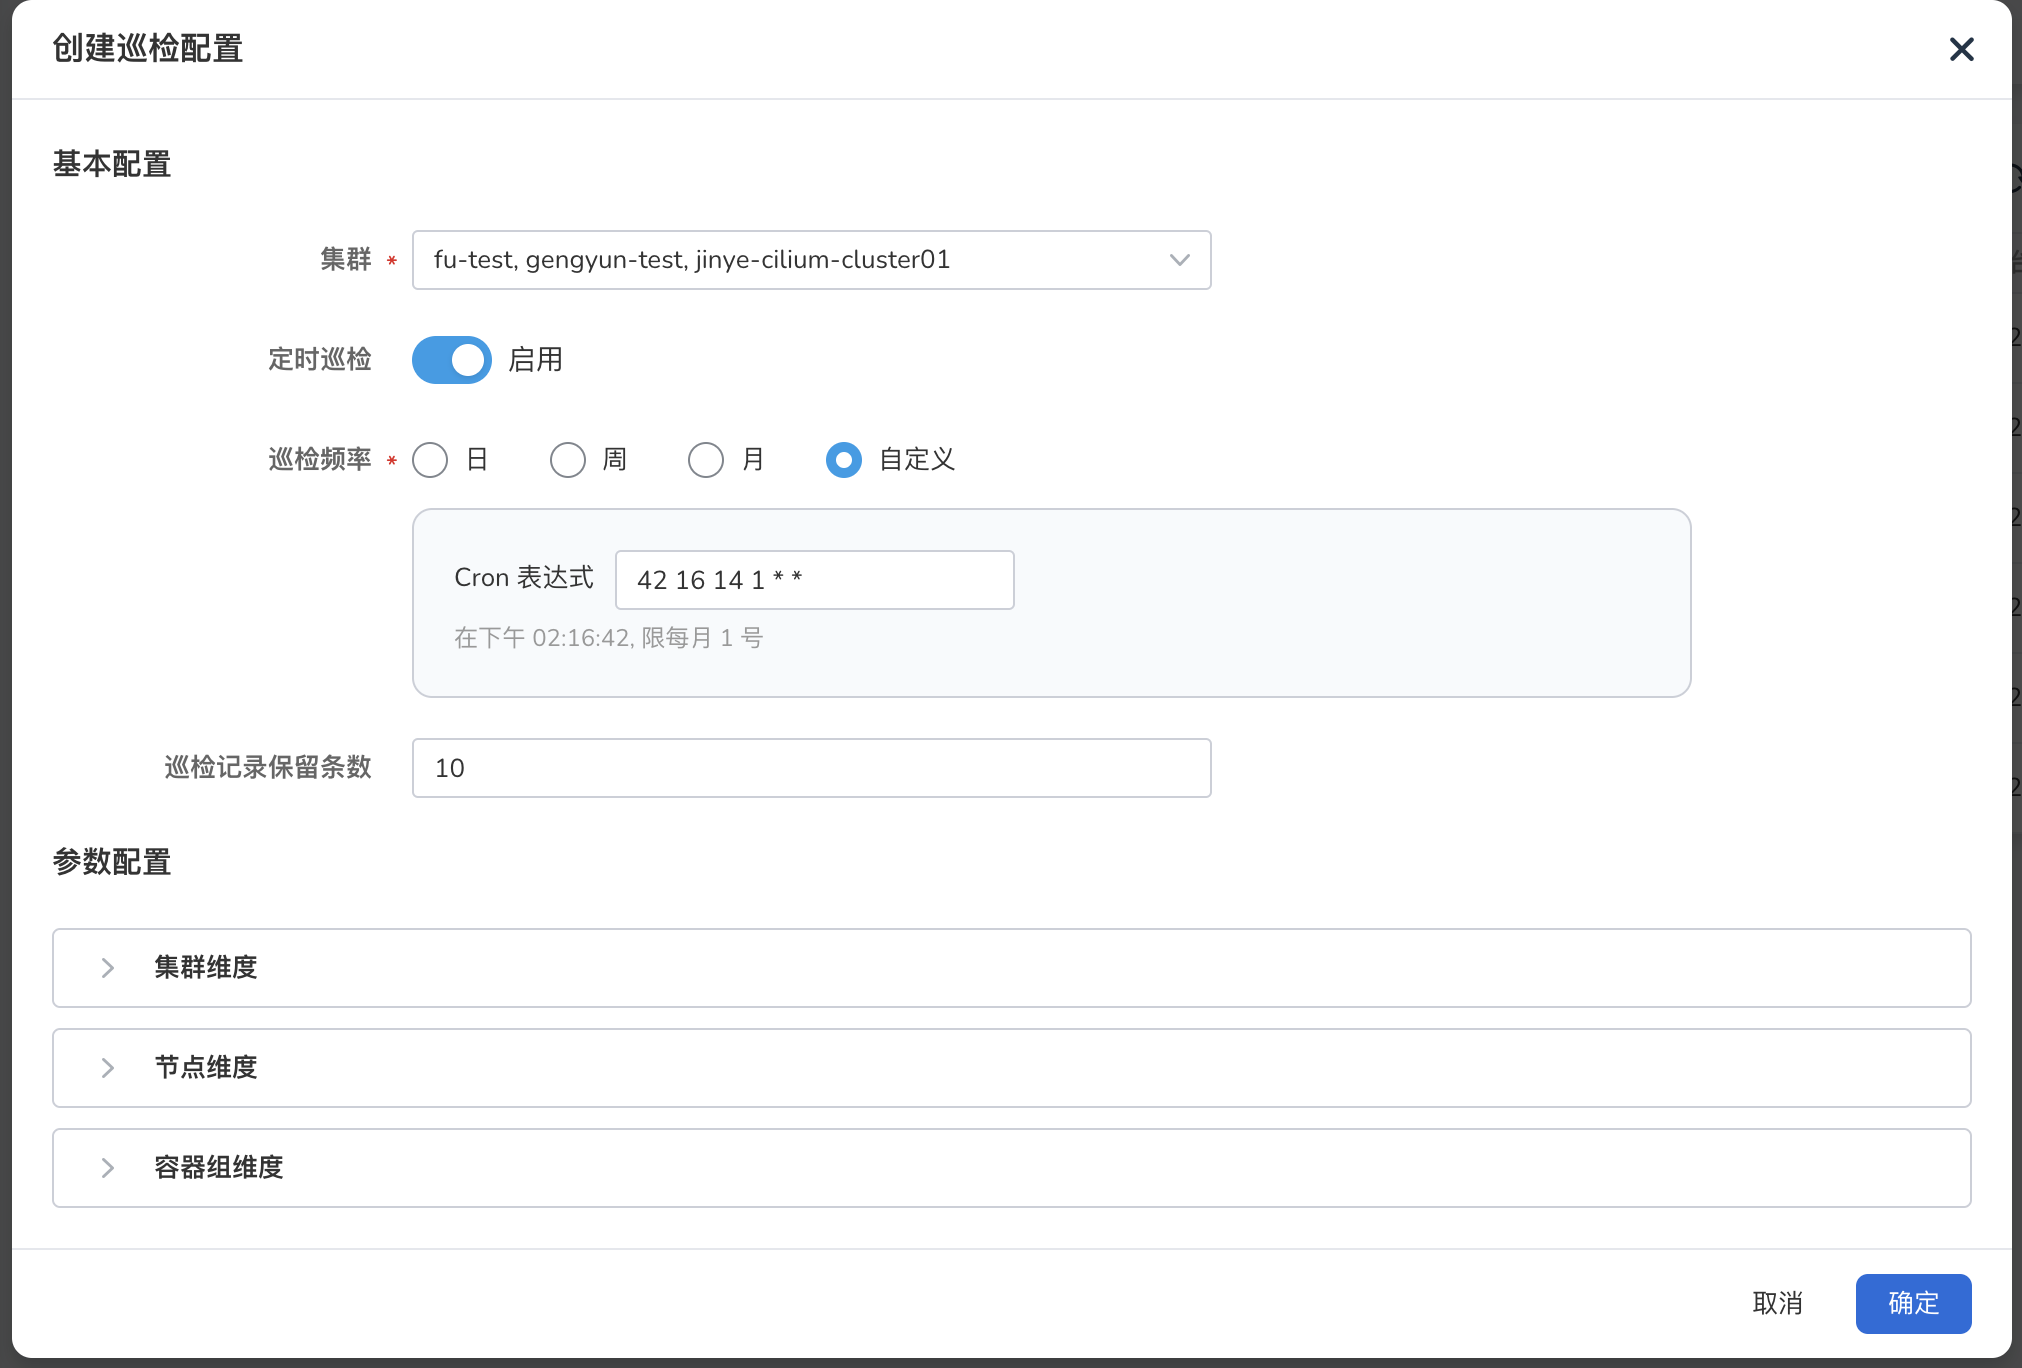 创建巡检配置
基本配置
集群 * fu-test, gengyun-test, jinye-cilium-cluster01
定时巡检 启用
巡检频率 * 日 周 月 自定义
Cron 表达式 42 16 14 1 * *
在下午 02:16:42, 限每月 1 号
巡检记录保留条数 10
参数配置
集群维度
节点维度
容器组维度
取消 确定